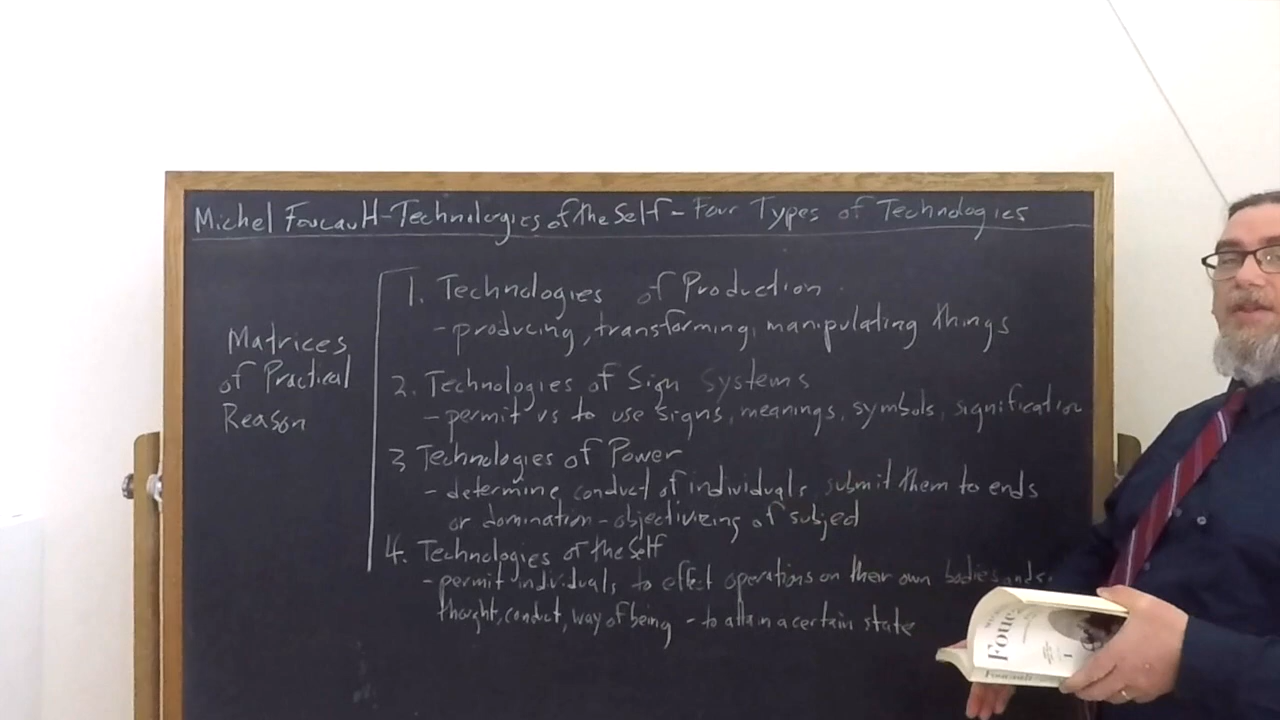 Michel Foucault-Technologies of the Self - Four Types of Technologies
Matrices
of Practical
Reason
1. Technologies of Production
- producing, transforming, manipulating things
2. Technologies of Sign Systems
- permit us to use signs, meanings, symbols, signification
3 Technologies of Power
- determine conduct of individuals, submit them to ends
or domination - objectivizing of subject
4. Technologies of the Self
- permit individuals to effect operations on their own bodies
thought, conduct, way of being - to attain a certain state
Fouc
Foucault
1